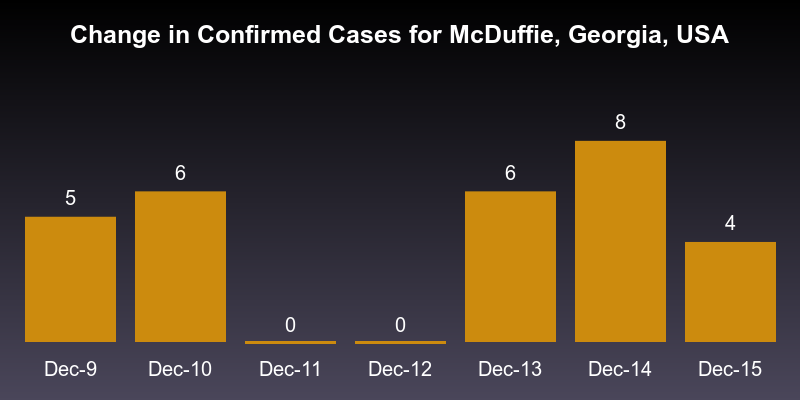 Change in Confirmed Cases for McDuffie, Georgia, USA
5
6
0
0
6
8
4
Dec-9
Dec-10
Dec-11
Dec-12
Dec-13
Dec-14
Dec-15